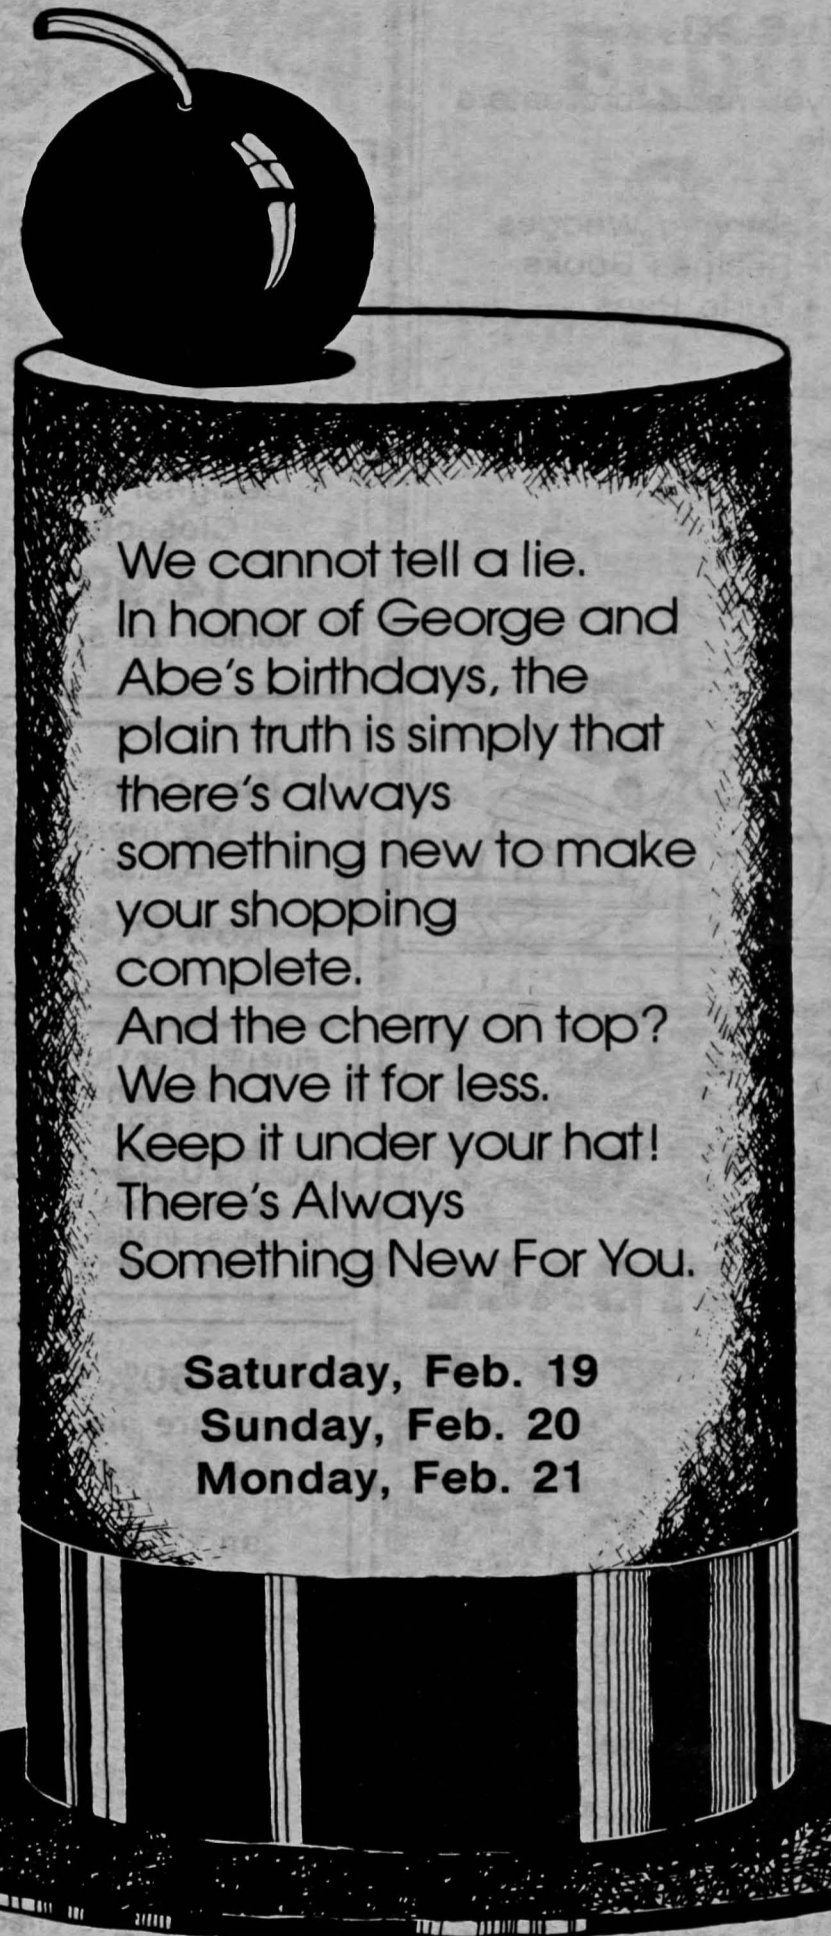 We cannot tell a lie.
In honor of George and
Abe's birthdays, the
plain truth is simply that
there's always
something new to make
your shopping
complete.
And the cherry on top?
We have it for less.
Keep it under your hat!
There's Always
Something New For You.
Saturday, Feb. 19
Sunday, Feb. 20
Monday, Feb. 21